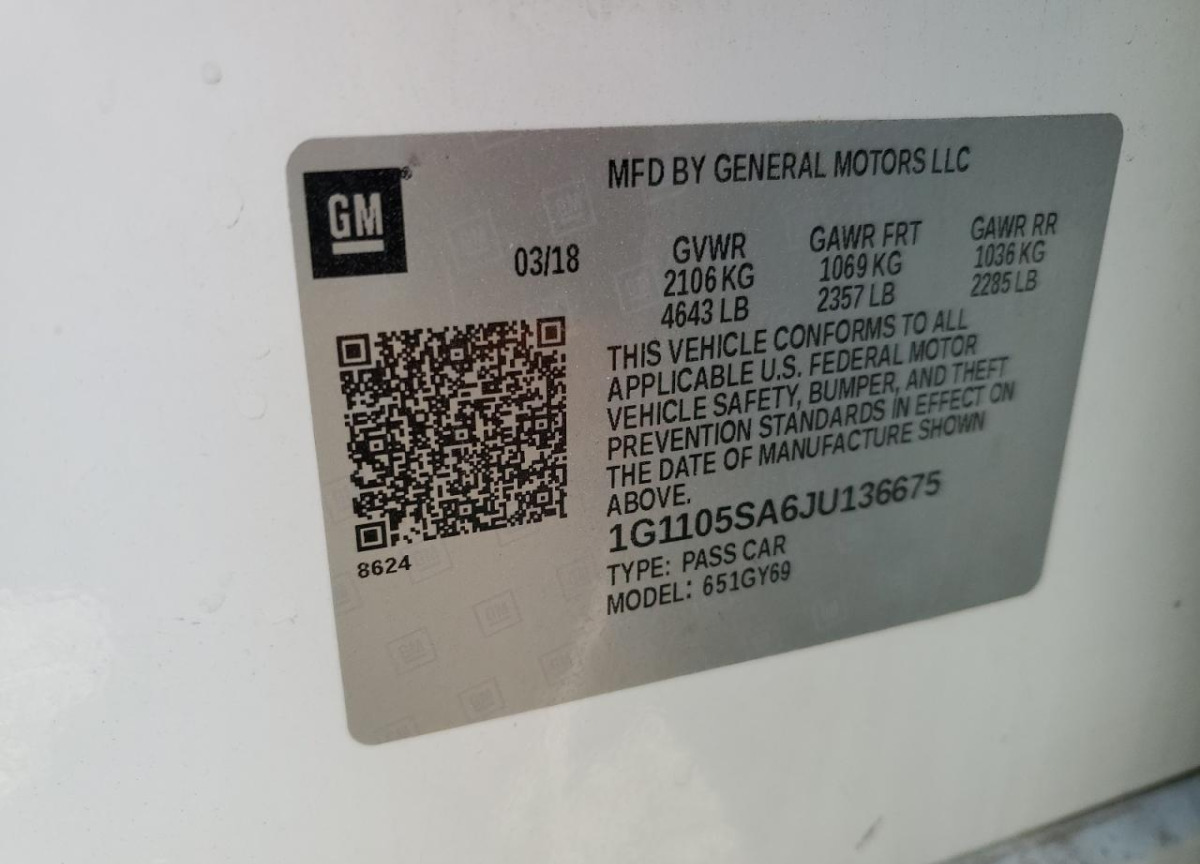 GM
MFD BY GENERAL MOTORS LLC
03/18
GVWR GAWR FRT GAWR RR
2106 KG 1069 KG 1036 KG
4643 LB 2357 LB 2285 LB
THIS VEHICLE CONFORMS TO ALL
APPLICABLE U.S. FEDERAL MOTOR
VEHICLE SAFETY, BUMPER, AND THEFT
PREVENTION STANDARDS IN EFFECT ON
THE DATE OF MANUFACTURE SHOWN
ABOVE.
1G1105SA6JU136675
TYPE: PASS CAR
MODEL: 651GY69
8624